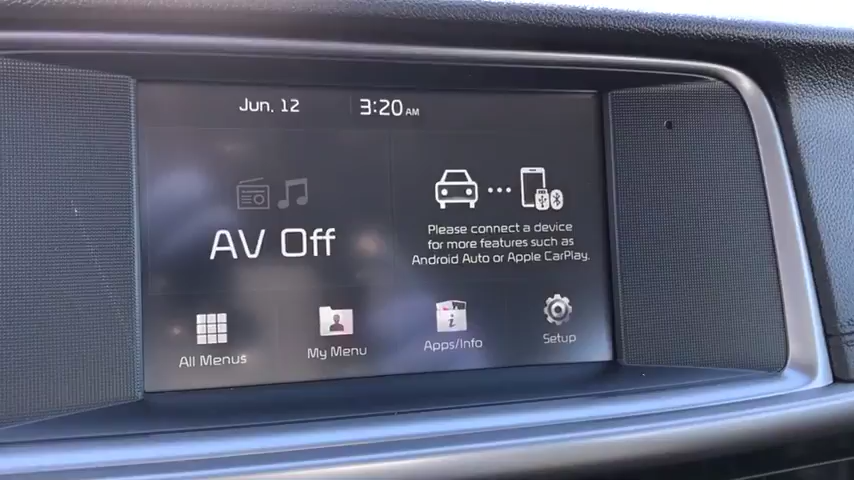 Jun. 12 3:20 AM
AV Off
Please connect a device
for more features such as
Android Auto or Apple CarPlay.
All Menus My Menu Apps/Info Setup